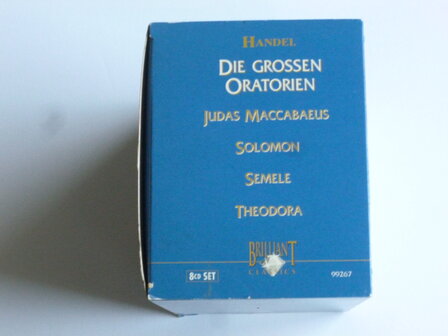 HANDEL
DIE GROSSEN
ORATORIEN
JUDAS MACCABAEUS
SOLOMON
SEMELE
THEODORA
BRILLIANT
CLASSICS
8CD SET
99267